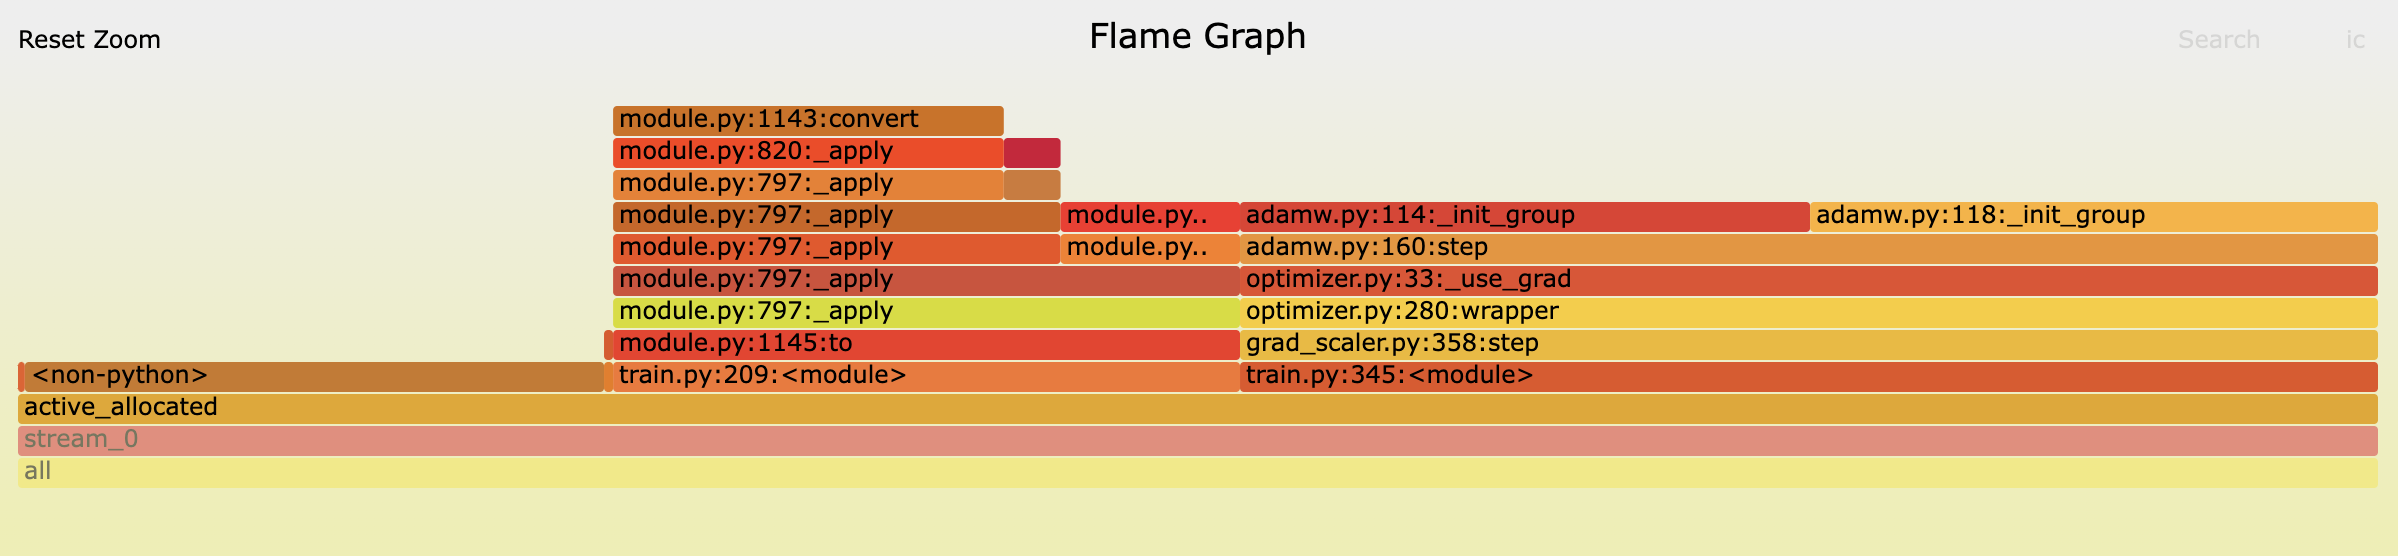 Reset Zoom
Flame Graph
Search
ic
module.py:1143:convert
module.py:820:_apply
module.py:797:_apply
module.py:797:_apply
module.py..
adamw.py:114:_init_group
adamw.py:118:_init_group
module.py:797:_apply
module.py..
adamw.py:160:step
module.py:797:_apply
optimizer.py:33:_use_grad
module.py:797:_apply
optimizer.py:280:wrapper
module.py:1145:to
grad_scaler.py:358:step
<non-python>
train.py:209:<module>
train.py:345:<module>
active_allocated
stream_0
all